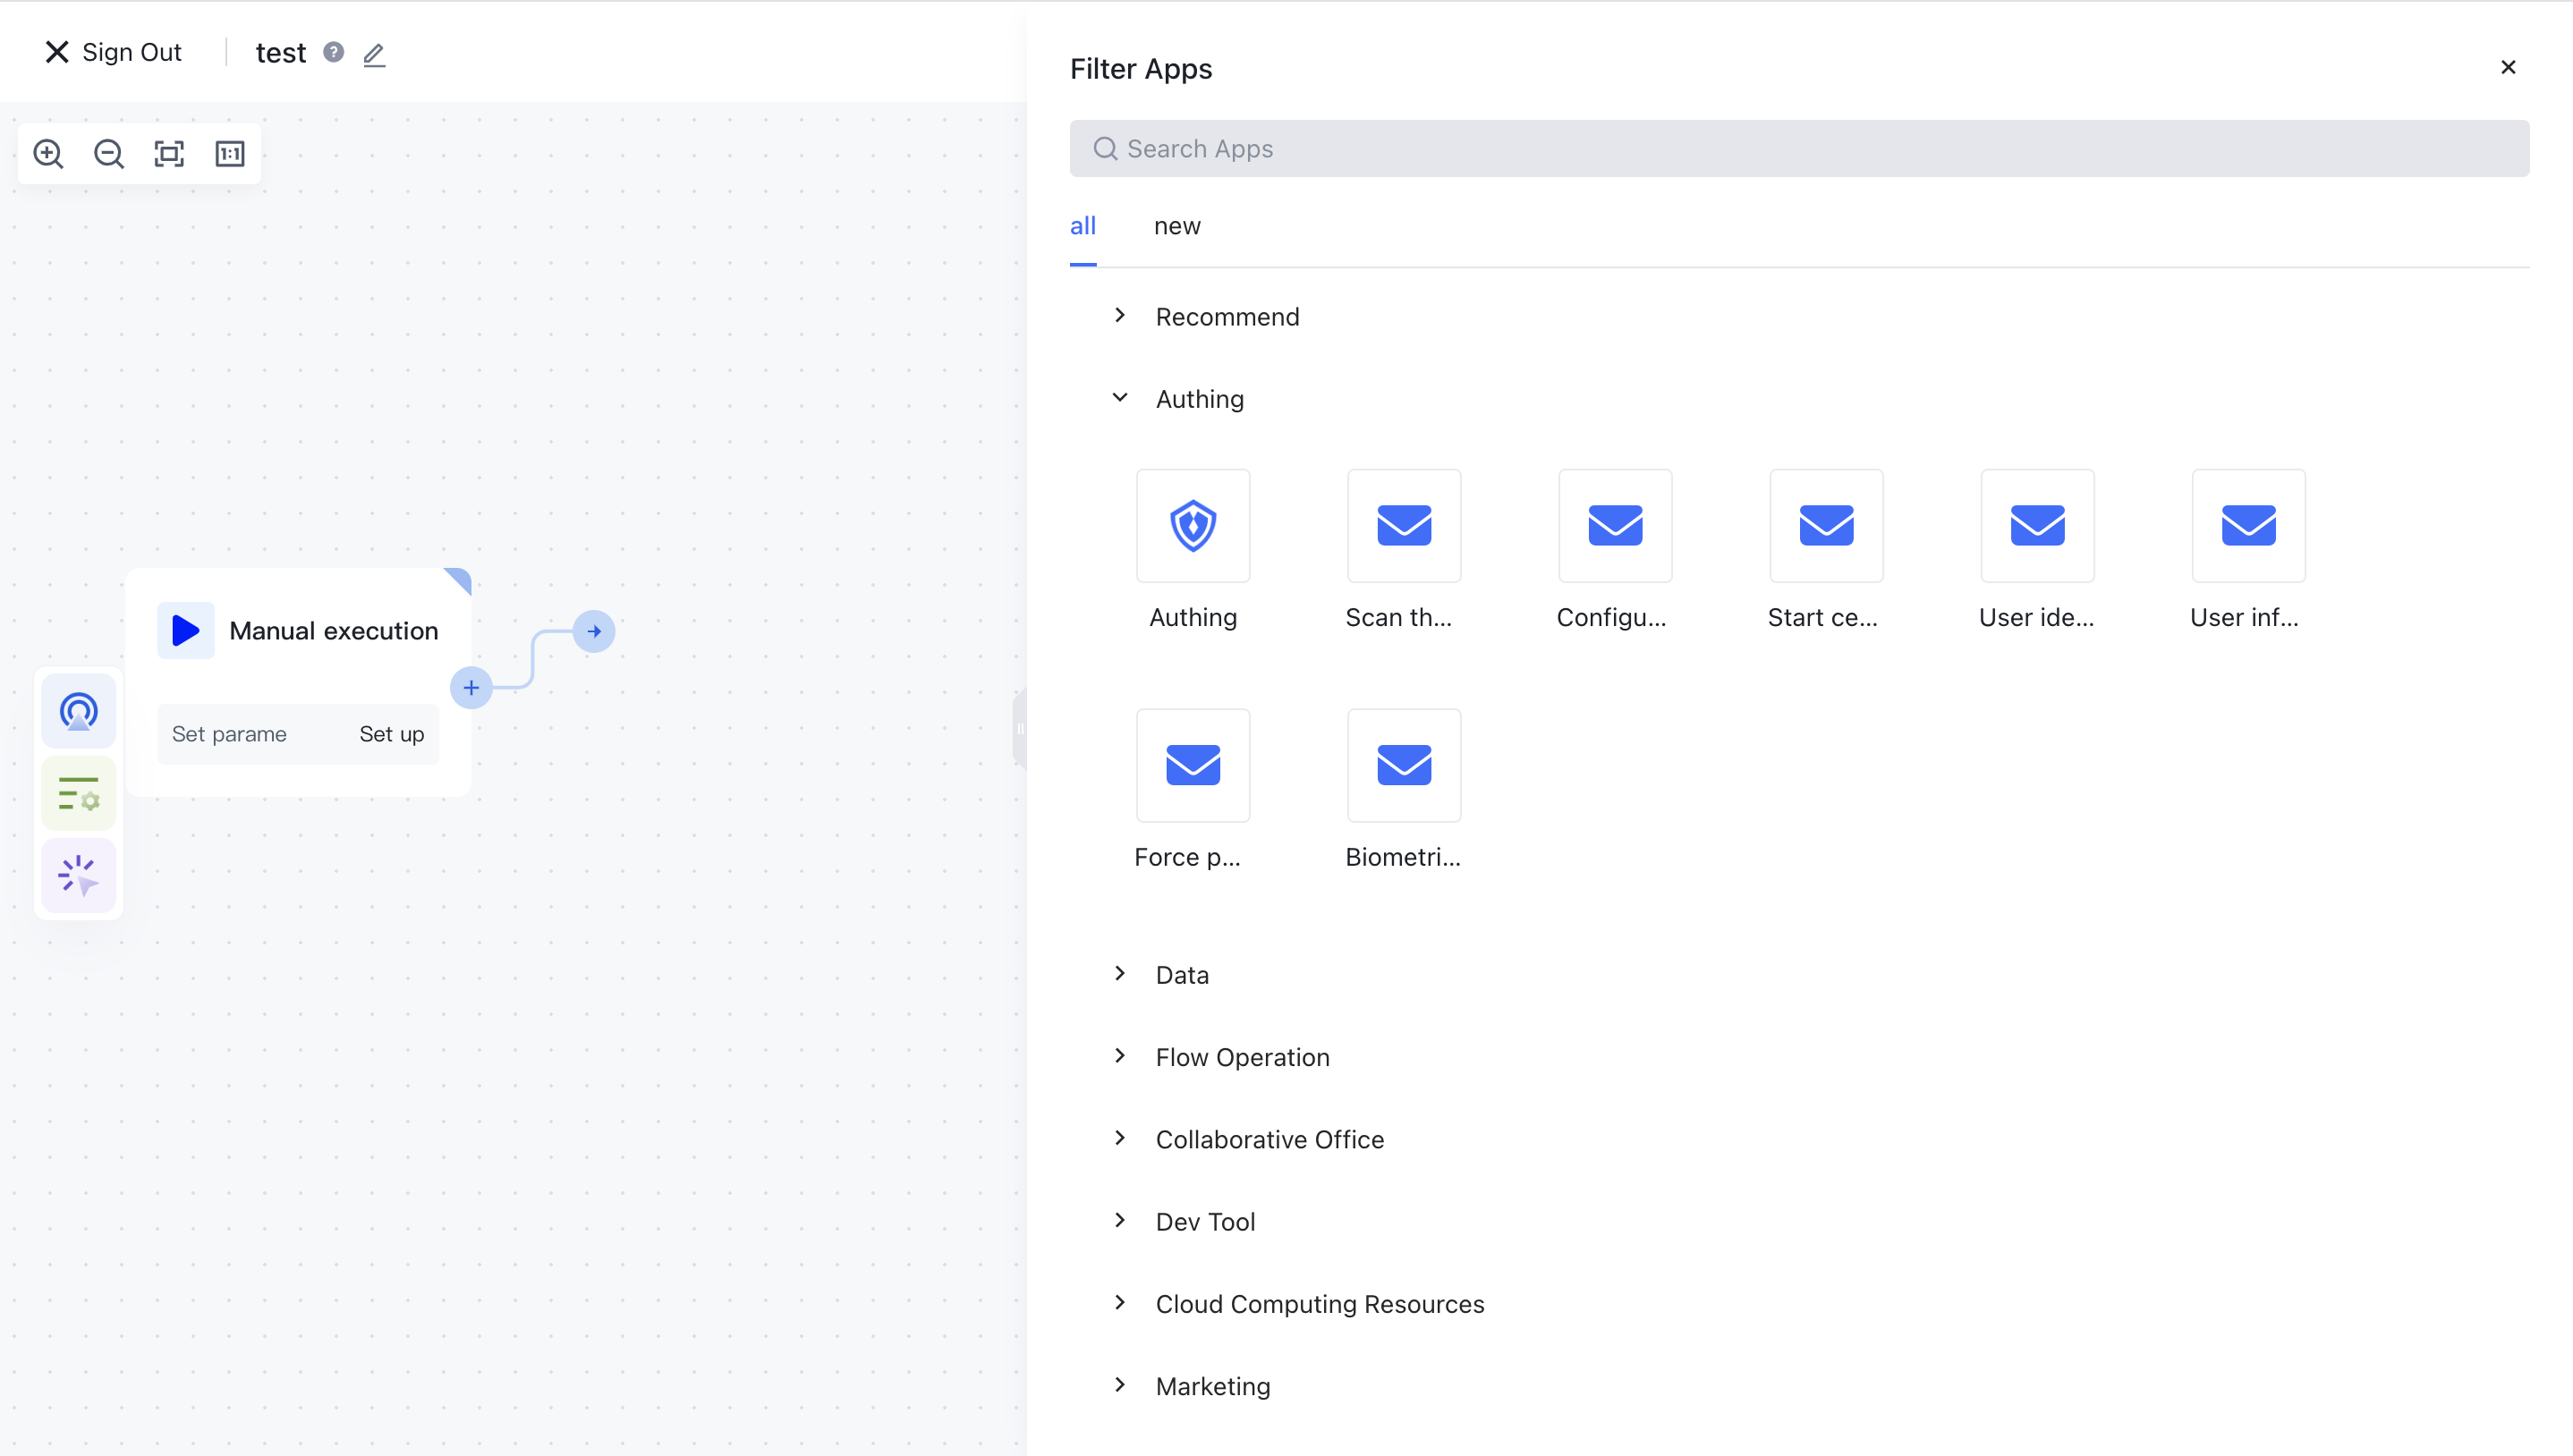 Sign Out
test
1:1
Manual execution
Set parame
Set up
Filter Apps
Search Apps
all
new
Recommend
Authing
Authing
Scan th...
Configu...
Start ce...
User ide...
User inf...
Force p...
Biometri...
Data
Flow Operation
Collaborative Office
Dev Tool
Cloud Computing Resources
Marketing